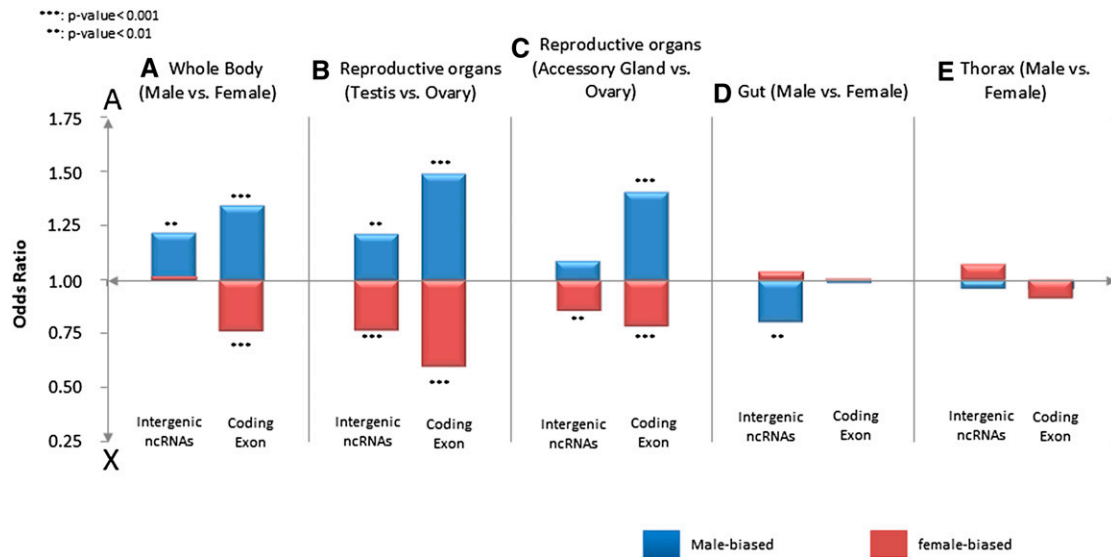 •••: p-value<0.001
••: p-value<0.01
A Whole Body
(Male vs. Female)
B Reproductive organs
(Testis vs. Ovary)
C Reproductive organs
(Accessory Gland vs.
Ovary)
D Gut (Male vs. Female)
E Thorax (Male vs.
Female)
A
1.75
1.50
1.25
1.00
0.75
0.50
0.25
X
Odds Ratio
••
•••
•••
••
•••
•••
•••
••
•••
•••
••
Intergenic
ncRNAs
Coding
Exon
Intergenic
ncRNAs
Coding
Exon
Intergenic
ncRNAs
Coding
Exon
Intergenic
ncRNAs
Coding
Exon
Intergenic
ncRNAs
Coding
Exon
Male-biased
female-biased